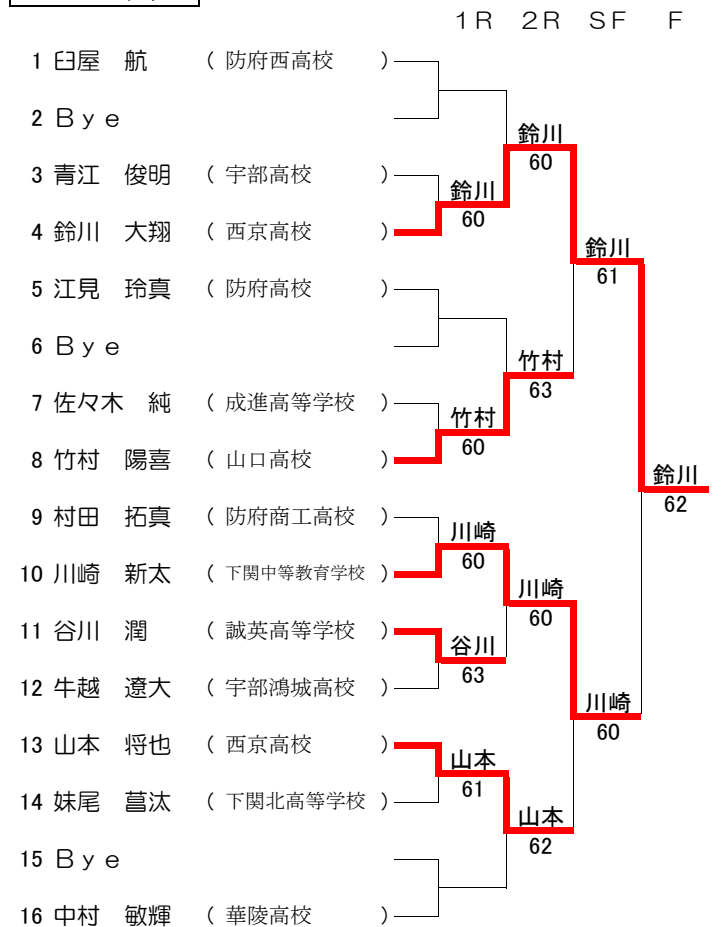 1R 2R SF F
1 臼屋 航 ( 防府西高校 )
2 Bye
鈴川
60
3 青江 俊明 ( 宇部高校 )
鈴川
60
4 鈴川 大翔 ( 西京高校 )
鈴川
61
5 江見 玲真 ( 防府高校 )
6 Bye
竹村
63
7 佐々木 純 ( 成進高等学校 )
竹村
60
8 竹村 陽喜 ( 山口高校 )
鈴川
62
9 村田 拓真 ( 防府商工高校 )
川崎
60
10 川崎 新太 ( 下関中等教育学校 )
川崎
60
11 谷川 潤 ( 誠英高等学校 )
谷川
63
12 牛越 遼大 ( 宇部鴻城高校 )
川崎
60
13 山本 将也 ( 西京高校 )
山本
61
14 妹尾 菖汰 ( 下関北高等学校 )
山本
62
15 Bye
16 中村 敏輝 ( 華陵高校 )